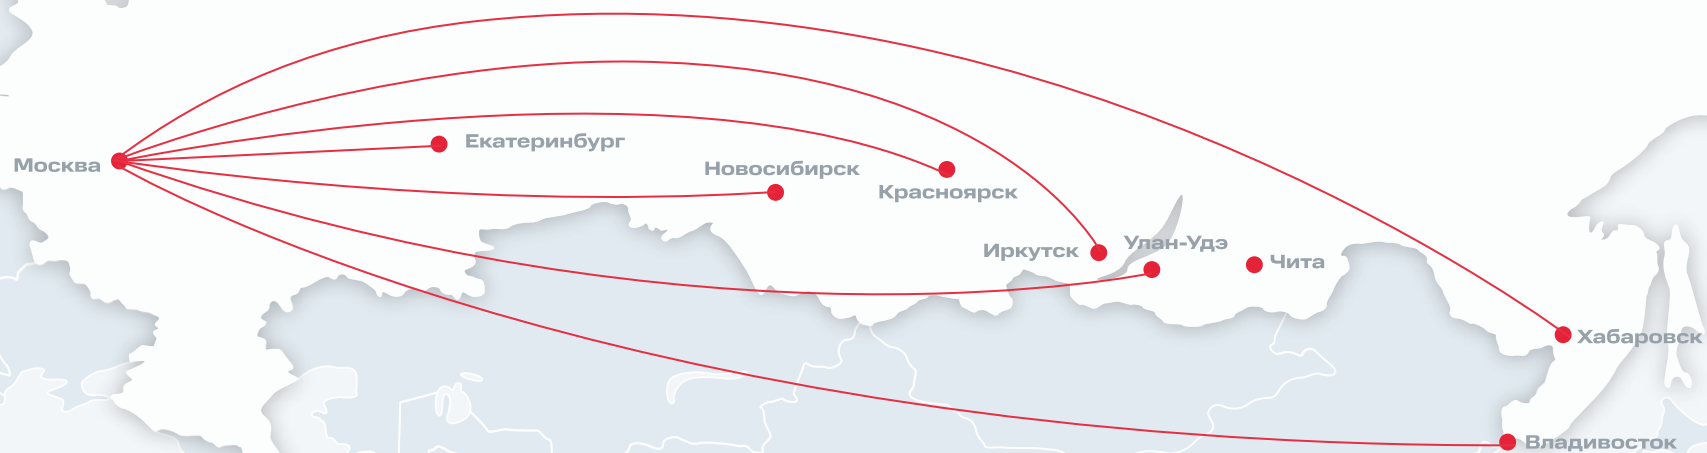 Москва
Екатеринбург
Новосибирск
Красноярск
Иркутск
Улан-Удэ
Чита
Хабаровск
Владивосток